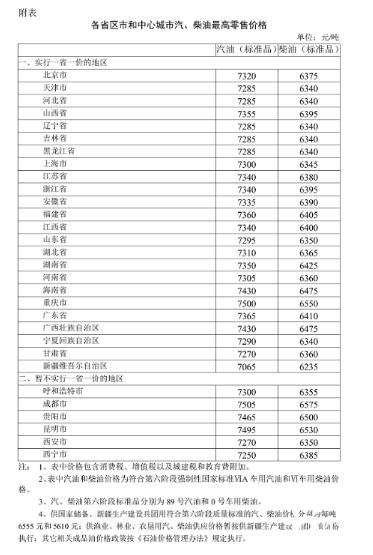 附表
各省区市和中心城市汽、柴油最高零售价格
单位：元/吨
汽油（标准品） 柴油（标准品）
一、实行一省一价的地区
北京市 7320 6375
天津市 7285 6340
河北省 7285 6340
山西省 7355 6395
辽宁省 7285 6340
吉林省 7285 6340
黑龙江省 7285 6340
上海市 7300 6345
江苏省 7340 6380
浙江省 7340 6395
安徽省 7335 6390
福建省 7360 6405
江西省 7340 6400
山东省 7295 6350
湖北省 7310 6365
湖南省 7350 6425
河南省 7305 6360
海南省 7430 6475
重庆市 7500 6550
广东省 7365 6410
广西壮族自治区 7430 6475
宁夏回族自治区 7290 6340
甘肃省 7270 6360
新疆维吾尔自治区 7065 6235
二、暂不实行一省一价的地区
呼和浩特市 7300 6355
成都市 7505 6575
贵阳市 7465 6500
昆明市 7495 6530
西安市 7270 6350
西宁市 7250 6385
注： 1、表中价格包含消费税、增值税以及城建税和教育费附加。
2、表中汽油和柴油价格为符合第六阶段强制性国家标准ⅥA车用汽油和Ⅵ车用柴油价
格。
3、汽、柴油第六阶段标准品分别为 89 号汽油和 0 号车用柴油。
4、供国家储备、新疆生产建设兵团用符合第六阶段质量标准的汽、柴油价格分别为每吨
6555 元和 5610 元；供渔业、林业、农垦用汽、柴油供应价格暂按供新疆生产建设
执行；其它相关成品油价格政策按《石油价格管理办法》规定执行。